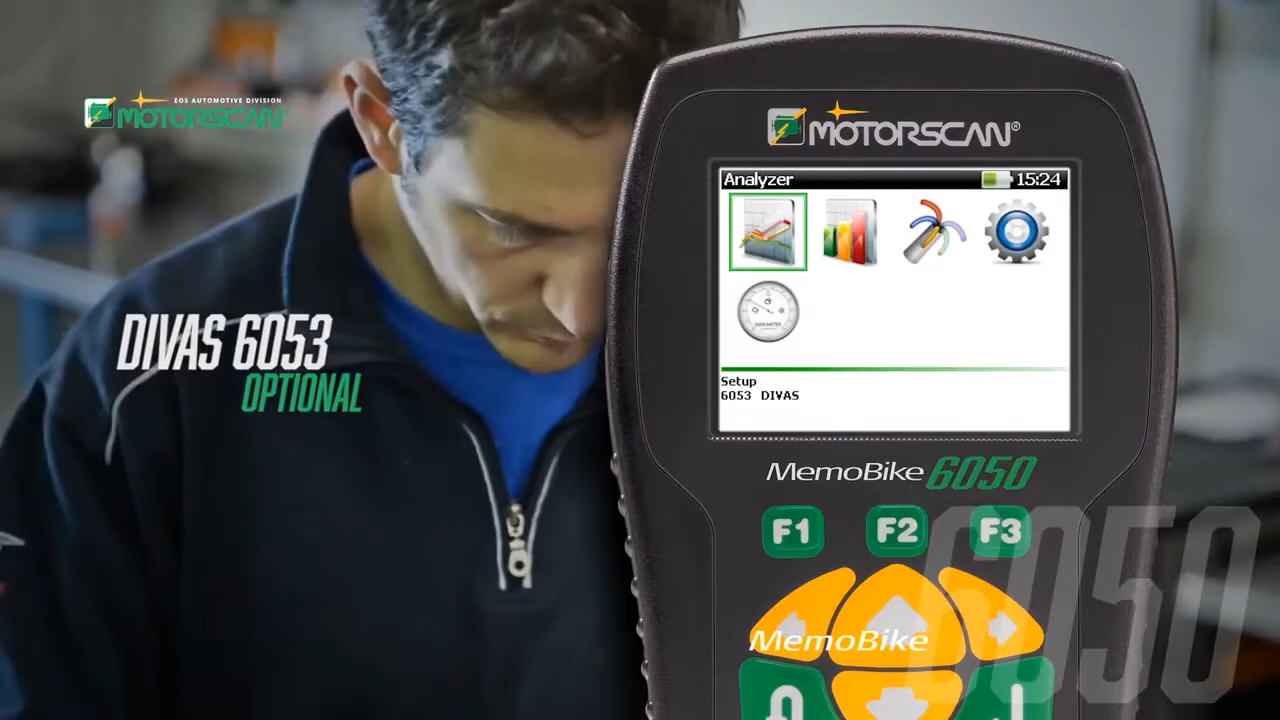 EOS AUTOMOTIVE DIVISION
MOTORSCAN
DIVAS 6053
OPTIONAL
MOTORSCAN®
Analyzer
15:24
BAROMETER
Setup
6053 DIVAS
MemoBike 6050
F1 F2 F3
6050
MemoBike